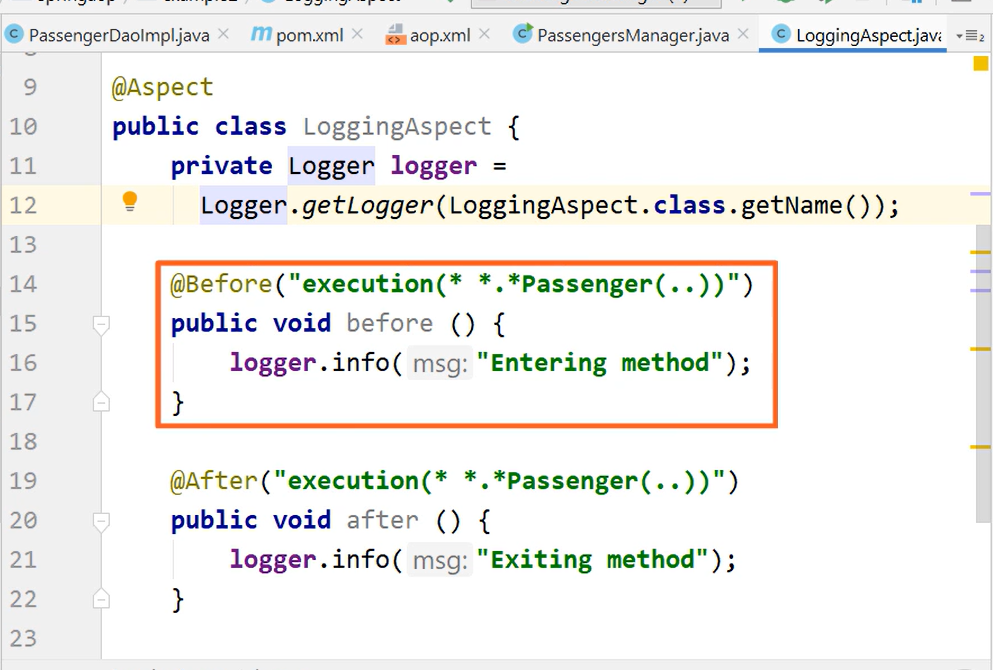 PassengerDaoImpl.java pom.xml aop.xml PassengersManager.java LoggingAspect.java
9 @Aspect
10 public class LoggingAspect {
11 private Logger logger =
12 Logger.getLogger(LoggingAspect.class.getName());
13
14 @Before("execution(* *.*Passenger(..))")
15 public void before () {
16 logger.info( msg: "Entering method");
17 }
18
19 @After("execution(* *.*Passenger(..))")
20 public void after () {
21 logger.info( msg: "Exiting method");
22 }
23